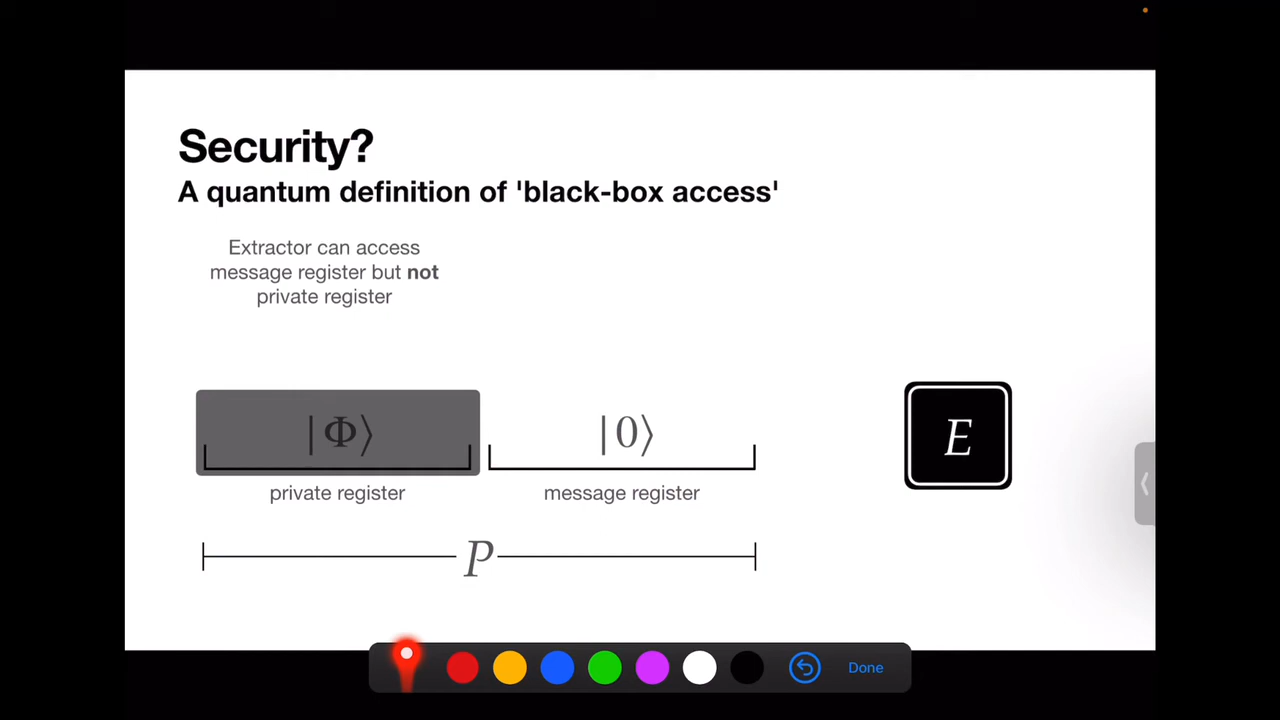 Security?
A quantum definition of 'black-box access'
Extractor can access
message register but not
private register
|Φ⟩
|0⟩
E
private register
message register
P
Done